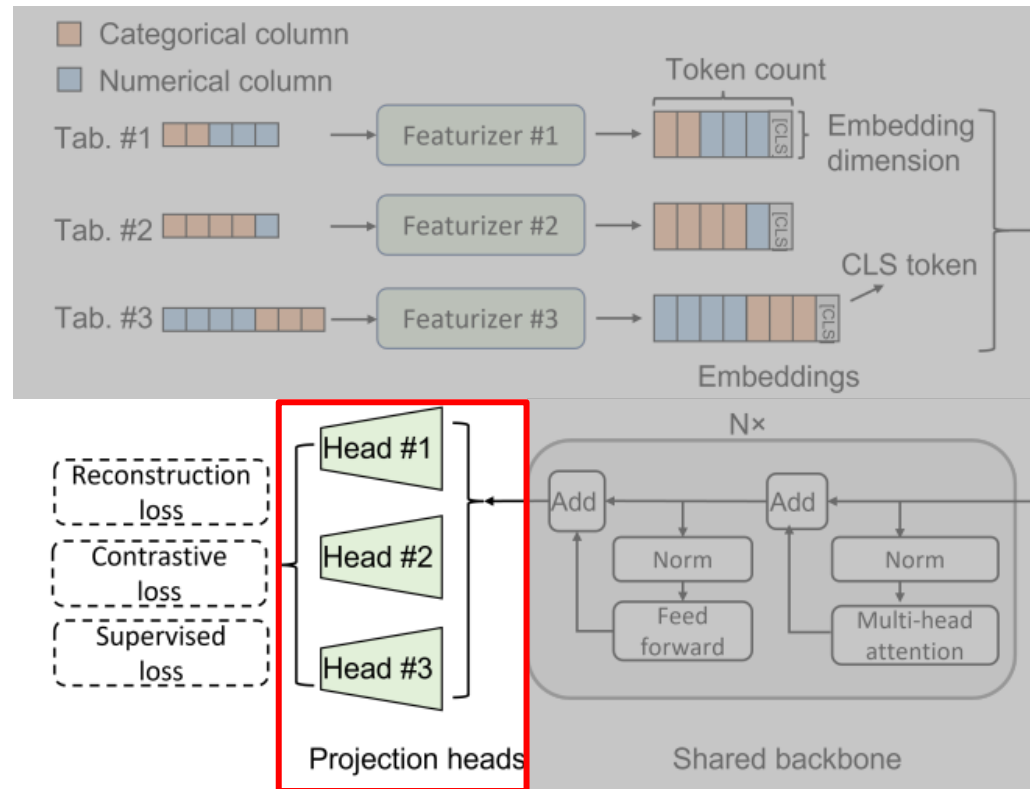 Categorical column
Numerical column
Token count
Tab. #1
Featurizer #1
[CLS]
Embedding
dimension
Tab. #2
Featurizer #2
[CLS]
CLS token
Tab. #3
Featurizer #3
[CLS]
Embeddings
N×
Reconstruction
loss
Contrastive
loss
Supervised
loss
Head #1
Head #2
Head #3
Projection heads
Add
Add
Norm
Norm
Feed
forward
Multi-head
attention
Shared backbone